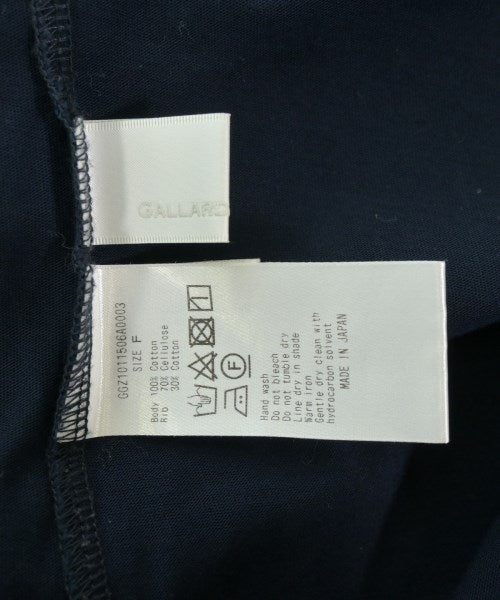 GALLARD
GGZ1011506A0003
SIZE F
Body 100% Cotton
Rib 70% Cellulose
30% Cotton
F
Hand wash
Do not bleach
Do not tumble dry
Line dry in shade
Warm iron
Gentle dry clean with
hydrocarbon solvent
MADE IN JAPAN